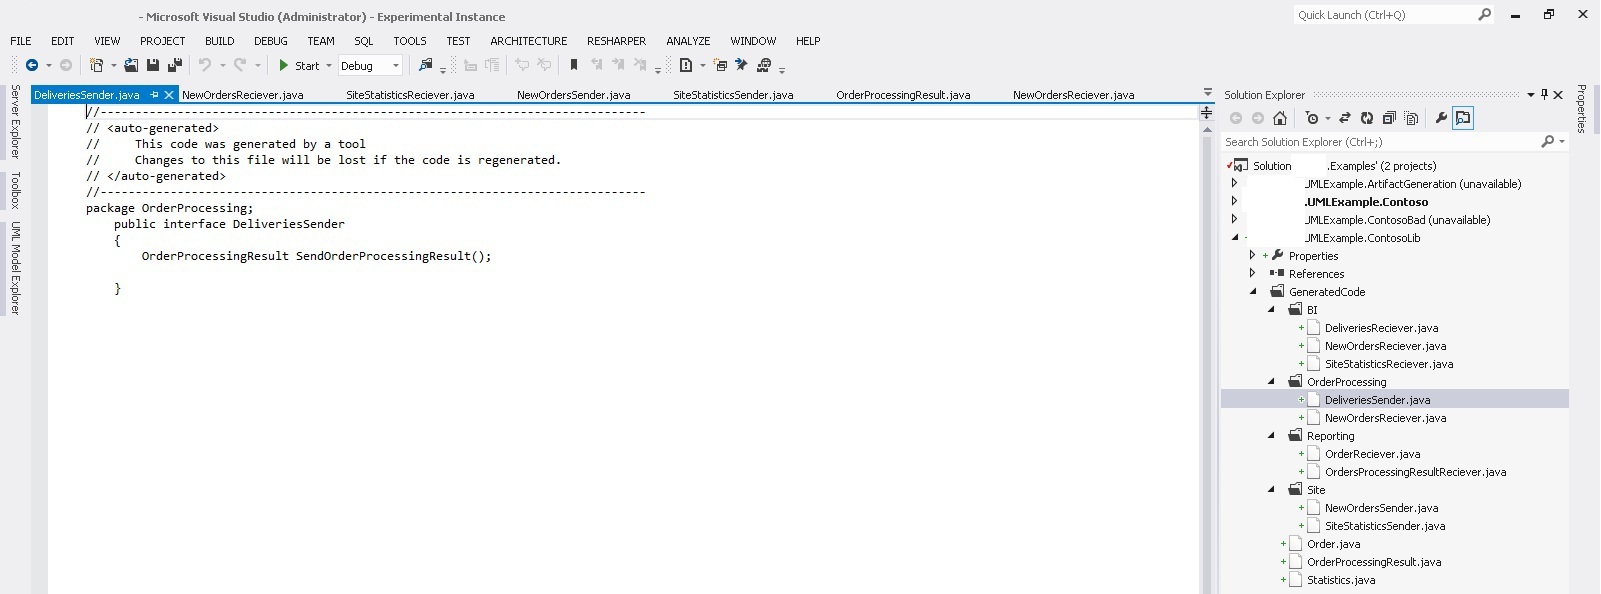 - Microsoft Visual Studio (Administrator) - Experimental Instance
Quick Launch (Ctrl+Q)
FILE EDIT VIEW PROJECT BUILD DEBUG TEAM SQL TOOLS TEST ARCHITECTURE RESHARPER ANALYZE WINDOW HELP
Start Debug
Server Explorer
Toolbox
UML Model Explorer
DeliveriesSender.java NewOrdersReciever.java SiteStatisticsReciever.java NewOrdersSender.java SiteStatisticsSender.java OrderProcessingResult.java NewOrdersReciever.java
//------------------------------------------------------------------------------
// <auto-generated>
//     This code was generated by a tool
//     Changes to this file will be lost if the code is regenerated.
// </auto-generated>
//------------------------------------------------------------------------------
package OrderProcessing;
public interface DeliveriesSender
{
OrderProcessingResult SendOrderProcessingResult();
}
Solution Explorer
Search Solution Explorer (Ctrl+;)
Solution .Examples' (2 projects)
UMLExample.ArtifactGeneration (unavailable)
.UMLExample.Contoso
UMLExample.ContosoBad (unavailable)
UMLExample.ContosoLib
Properties
References
GeneratedCode
BI
DeliveriesReciever.java
NewOrdersReciever.java
SiteStatisticsReciever.java
OrderProcessing
DeliveriesSender.java
NewOrdersReciever.java
Reporting
OrderReciever.java
OrdersProcessingResultReciever.java
Site
NewOrdersSender.java
SiteStatisticsSender.java
Order.java
OrderProcessingResult.java
Statistics.java
Properties